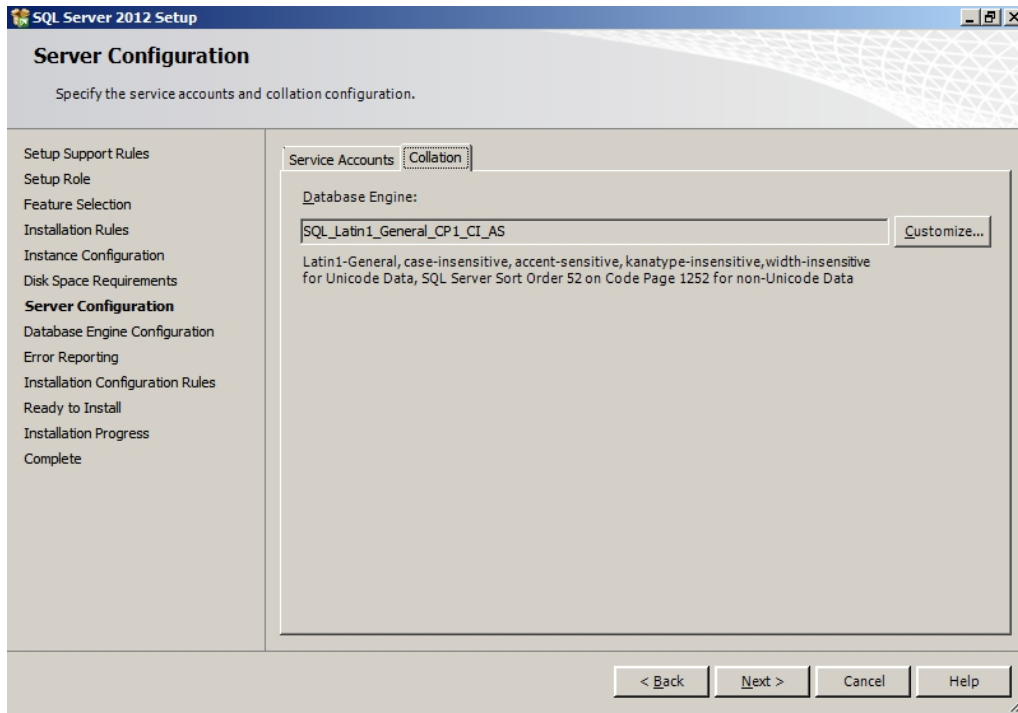 SQL Server 2012 Setup
Server Configuration
Specify the service accounts and collation configuration.
Setup Support Rules
Setup Role
Feature Selection
Installation Rules
Instance Configuration
Disk Space Requirements
Server Configuration
Database Engine Configuration
Error Reporting
Installation Configuration Rules
Ready to Install
Installation Progress
Complete
Service Accounts Collation
Database Engine:
SQL_Latin1_General_CP1_CI_AS Customize...
Latin1-General, case-insensitive, accent-sensitive, kanatype-insensitive, width-insensitive
for Unicode Data, SQL Server Sort Order 52 on Code Page 1252 for non-Unicode Data
< Back Next > Cancel Help